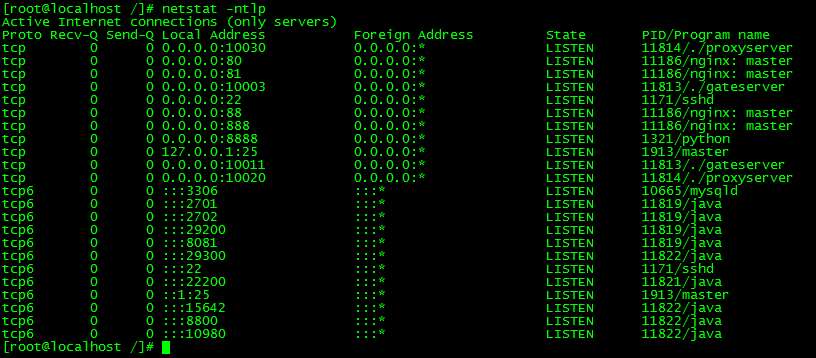 [root@localhost /]# netstat -ntlp
Active Internet connections (only servers)
Proto Recv-Q Send-Q Local Address           Foreign Address         State       PID/Program name
tcp        0      0 0.0.0.0:10030           0.0.0.0:*               LISTEN      11814/./proxyserver
tcp        0      0 0.0.0.0:80              0.0.0.0:*               LISTEN      11186/nginx: master
tcp        0      0 0.0.0.0:81              0.0.0.0:*               LISTEN      11186/nginx: master
tcp        0      0 0.0.0.0:10003           0.0.0.0:*               LISTEN      11813/./gateserver
tcp        0      0 0.0.0.0:22              0.0.0.0:*               LISTEN      1171/sshd
tcp        0      0 0.0.0.0:88              0.0.0.0:*               LISTEN      11186/nginx: master
tcp        0      0 0.0.0.0:888             0.0.0.0:*               LISTEN      11186/nginx: master
tcp        0      0 0.0.0.0:8888            0.0.0.0:*               LISTEN      1321/python
tcp        0      0 127.0.0.1:25            0.0.0.0:*               LISTEN      1913/master
tcp        0      0 0.0.0.0:10011           0.0.0.0:*               LISTEN      11813/./gateserver
tcp        0      0 0.0.0.0:10020           0.0.0.0:*               LISTEN      11814/./proxyserver
tcp6       0      0 :::3306                 :::*                    LISTEN      10665/mysqld
tcp6       0      0 :::2701                 :::*                    LISTEN      11819/java
tcp6       0      0 :::2702                 :::*                    LISTEN      11819/java
tcp6       0      0 :::29200                :::*                    LISTEN      11819/java
tcp6       0      0 :::8081                 :::*                    LISTEN      11819/java
tcp6       0      0 :::29300                :::*                    LISTEN      11822/java
tcp6       0      0 :::22                   :::*                    LISTEN      1171/sshd
tcp6       0      0 :::22200                :::*                    LISTEN      11821/java
tcp6       0      0 ::1:25                  :::*                    LISTEN      1913/master
tcp6       0      0 :::15642                :::*                    LISTEN      11822/java
tcp6       0      0 :::8800                 :::*                    LISTEN      11822/java
tcp6       0      0 :::10980                :::*                    LISTEN      11822/java
[root@localhost /]#